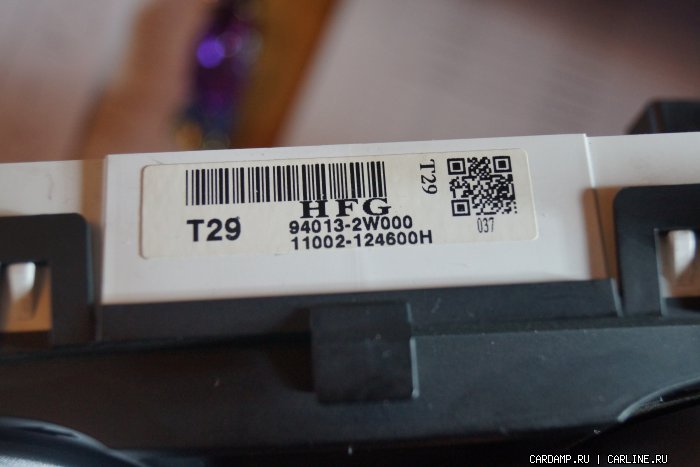 HFG
T29
94013-2W000
11002-124600H
T29
037
CARDAMP.RU | CARLINE.RU